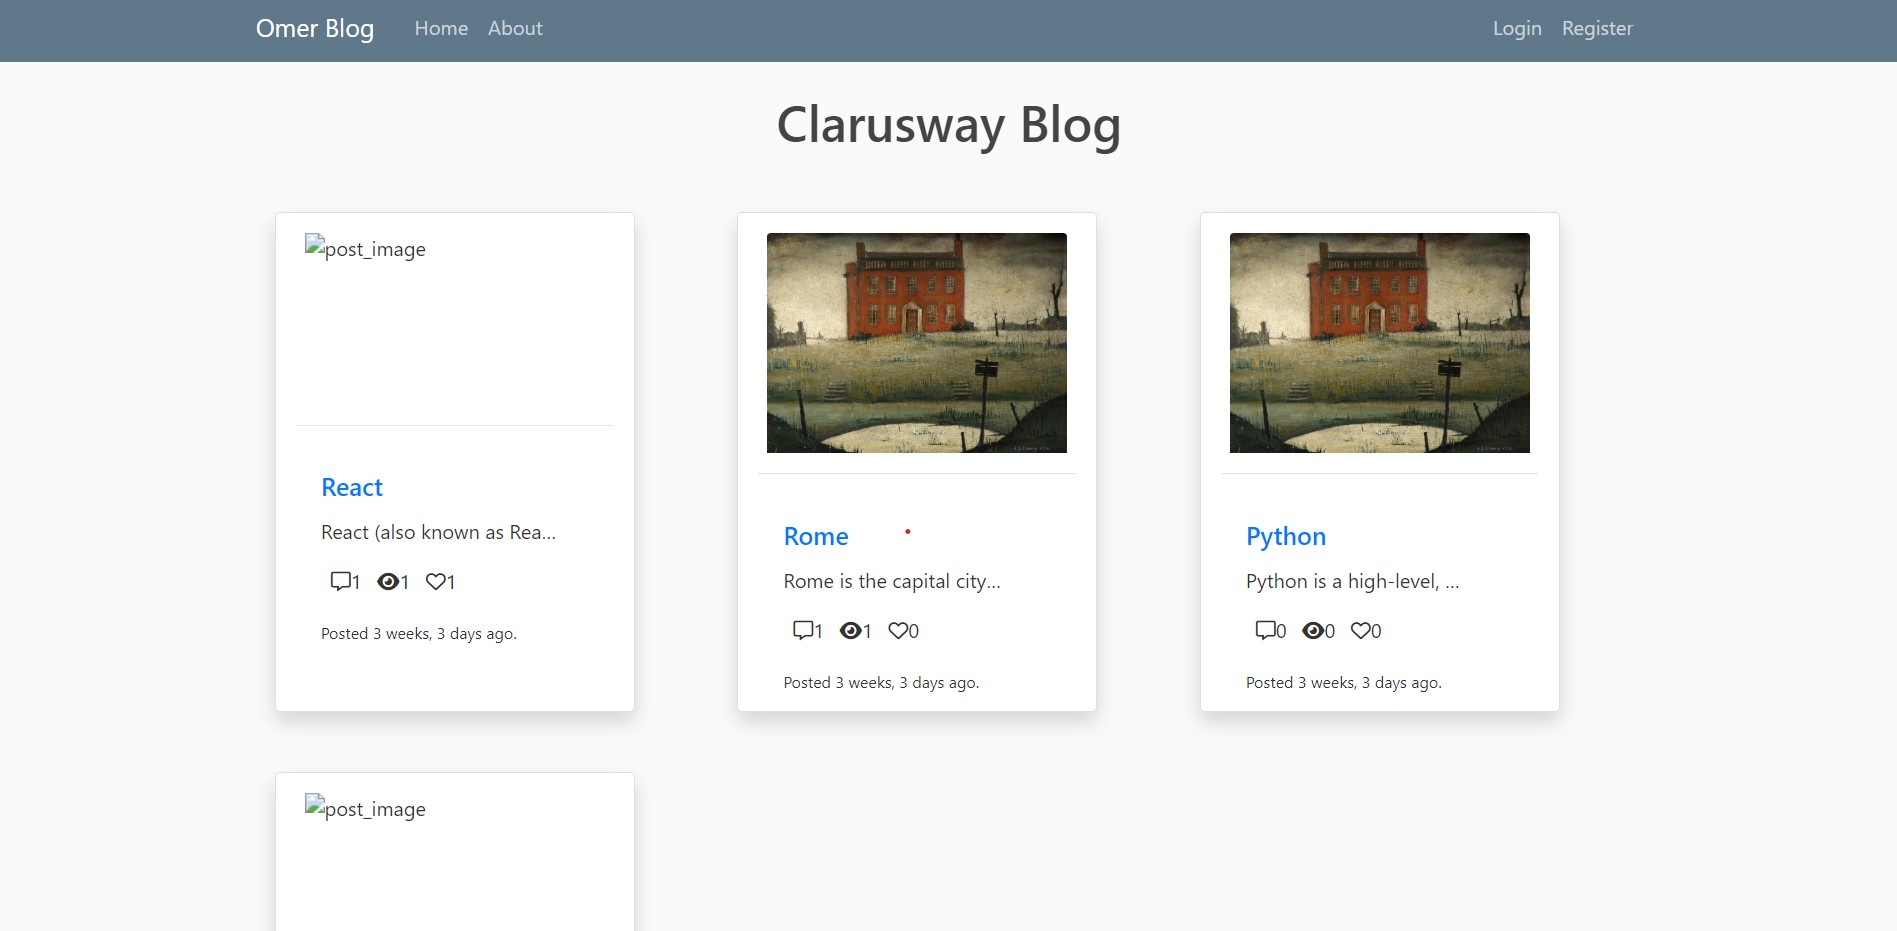 Omer Blog Home About Login Register
Clarusway Blog
post_image
React
React (also known as Rea...
1 1 1
Posted 3 weeks, 3 days ago.
Rome
Rome is the capital city...
1 1 0
Posted 3 weeks, 3 days ago.
Python
Python is a high-level, ...
0 0 0
Posted 3 weeks, 3 days ago.
post_image